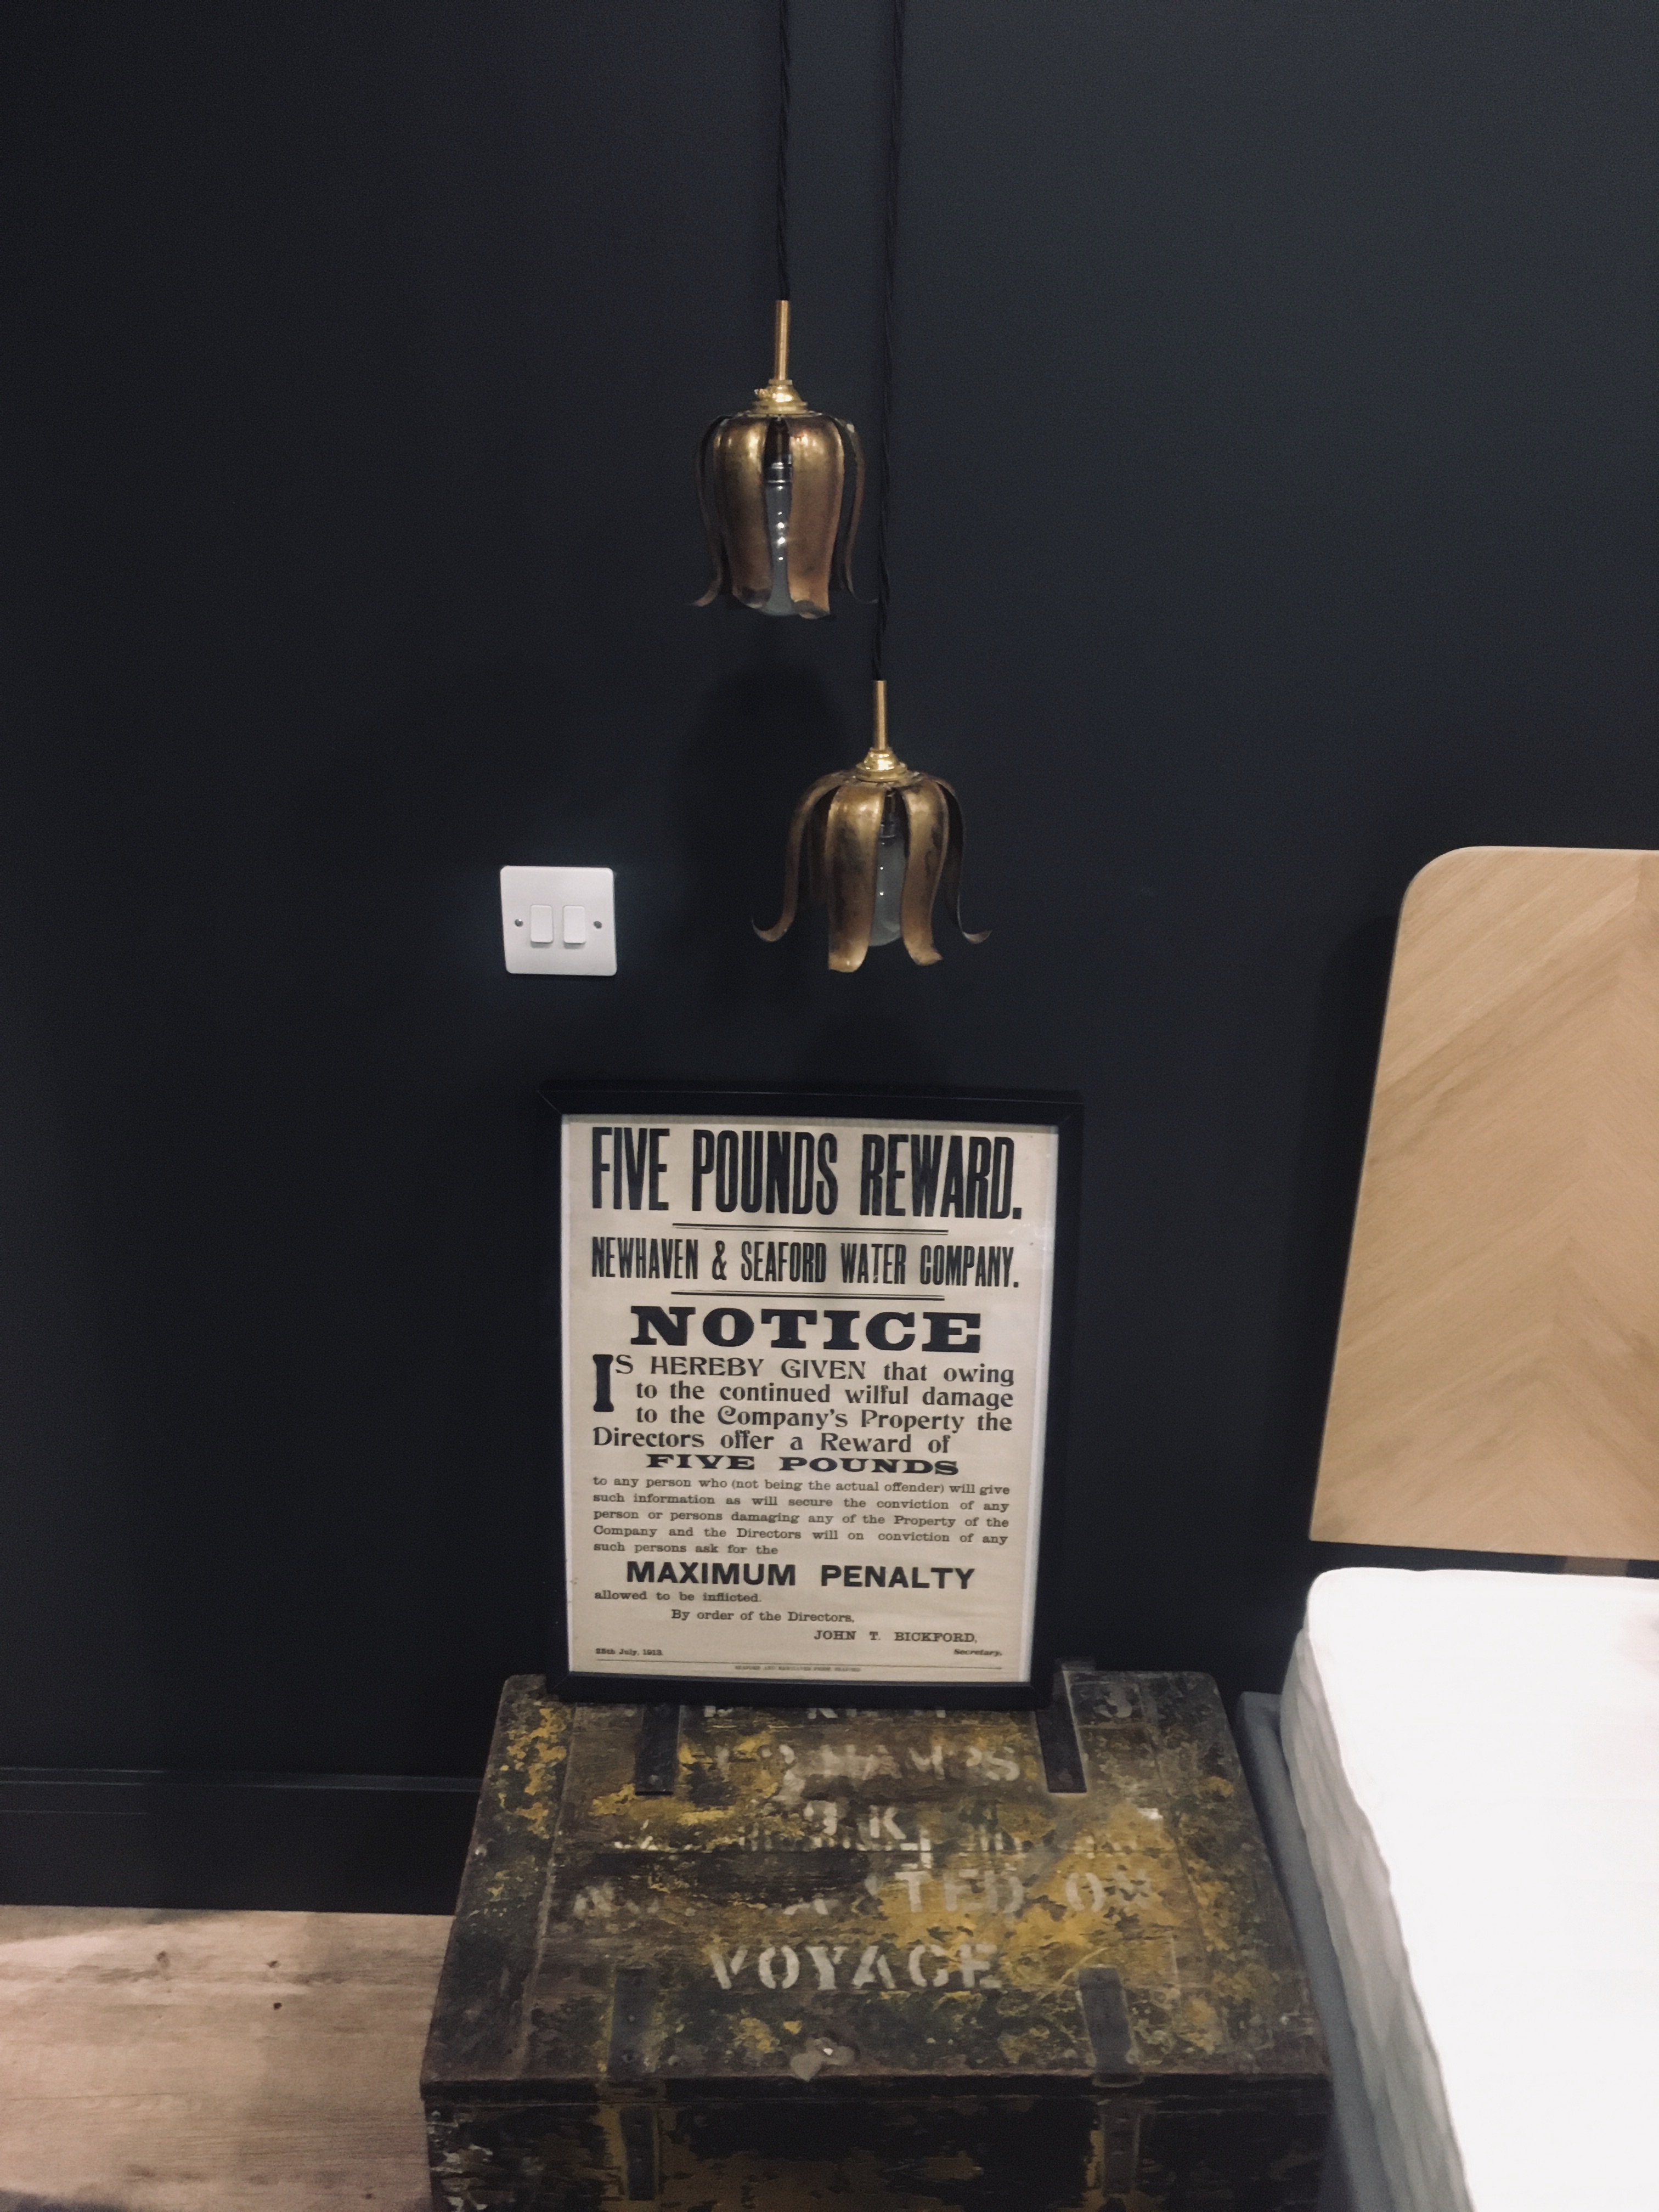 FIVE POUNDS REWARD.
NEWHAVEN & SEAFORD WATER COMPANY.
NOTICE
IS HEREBY GIVEN that owing
to the continued wilful damage
to the Company's Property the
Directors offer a Reward of
FIVE POUNDS
to any person who (not being the actual offender) will give
such information as will secure the conviction of any
person or persons damaging any of the Property of the
Company and the Directors will on conviction of any
such persons ask for the
MAXIMUM PENALTY
allowed to be inflicted.
By order of the Directors,
JOHN T. BICKFORD,
25th July, 1913. Secretary.
VOYAGE